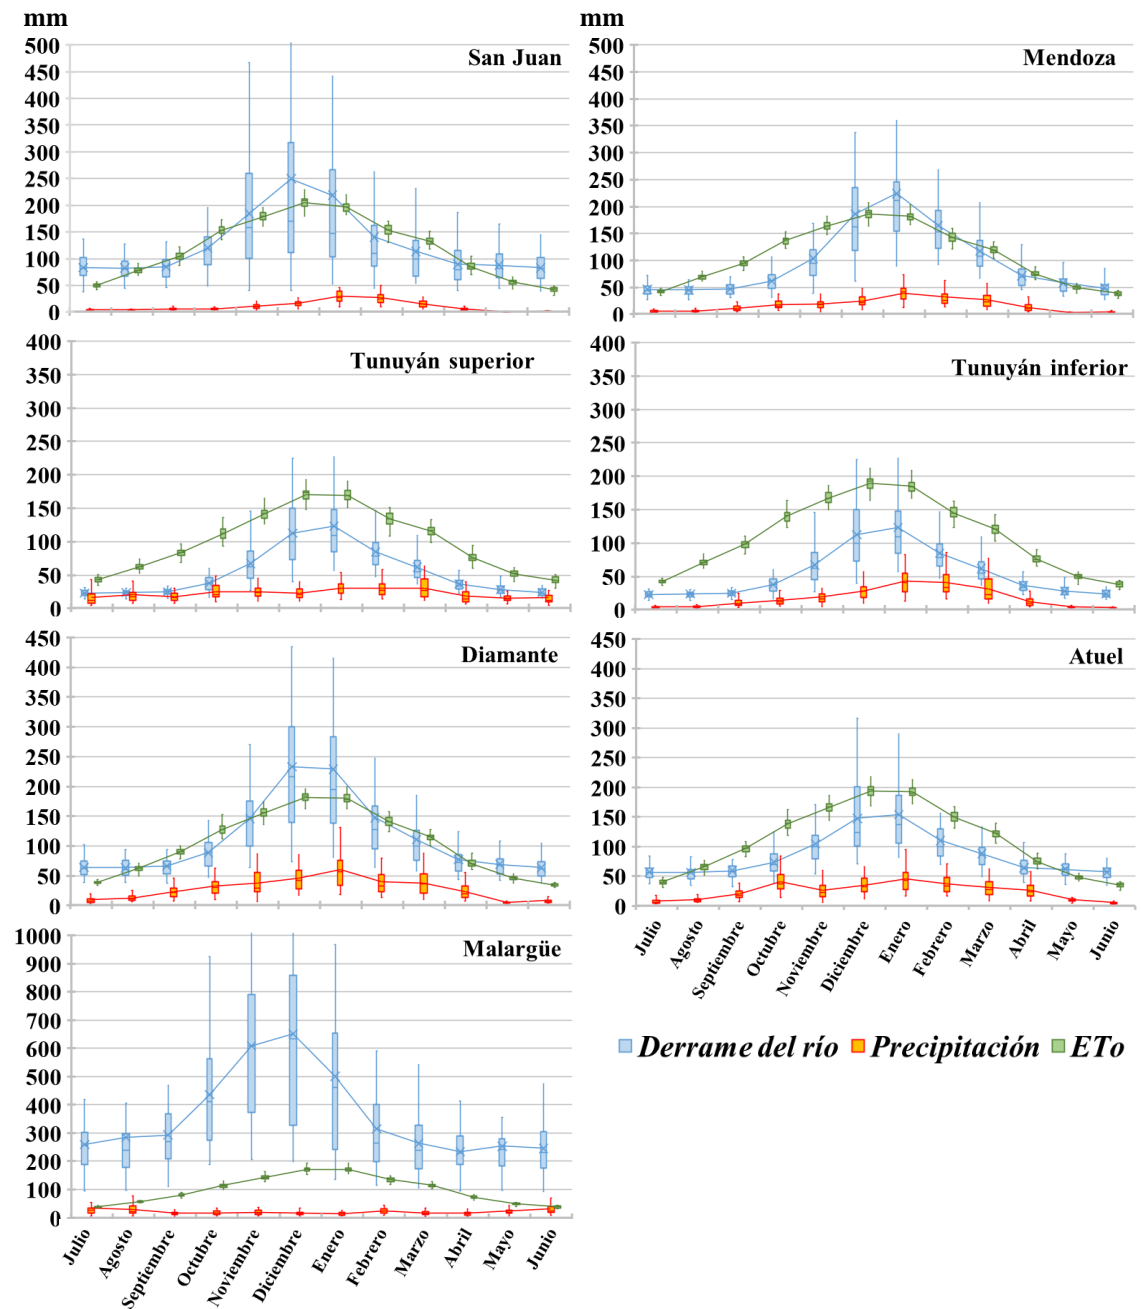 mm
500
450
400
350
300
250
200
150
100
50
0
San Juan
mm
500
450
400
350
300
250
200
150
100
50
0
Mendoza
400
350
300
250
200
150
100
50
0
Tunuyán superior
400
350
300
250
200
150
100
50
0
Tunuyán inferior
450
400
350
300
250
200
150
100
50
0
Diamante
450
400
350
300
250
200
150
100
50
0
Atuel
Julio
Agosto
Septiembre
Octubre
Noviembre
Diciembre
Enero
Febrero
Marzo
Abril
Mayo
Junio
1000
900
800
700
600
500
400
300
200
100
0
Malargüe
Julio
Agosto
Septiembre
Octubre
Noviembre
Diciembre
Enero
Febrero
Marzo
Abril
Mayo
Junio
Derrame del río Precipitación ETo